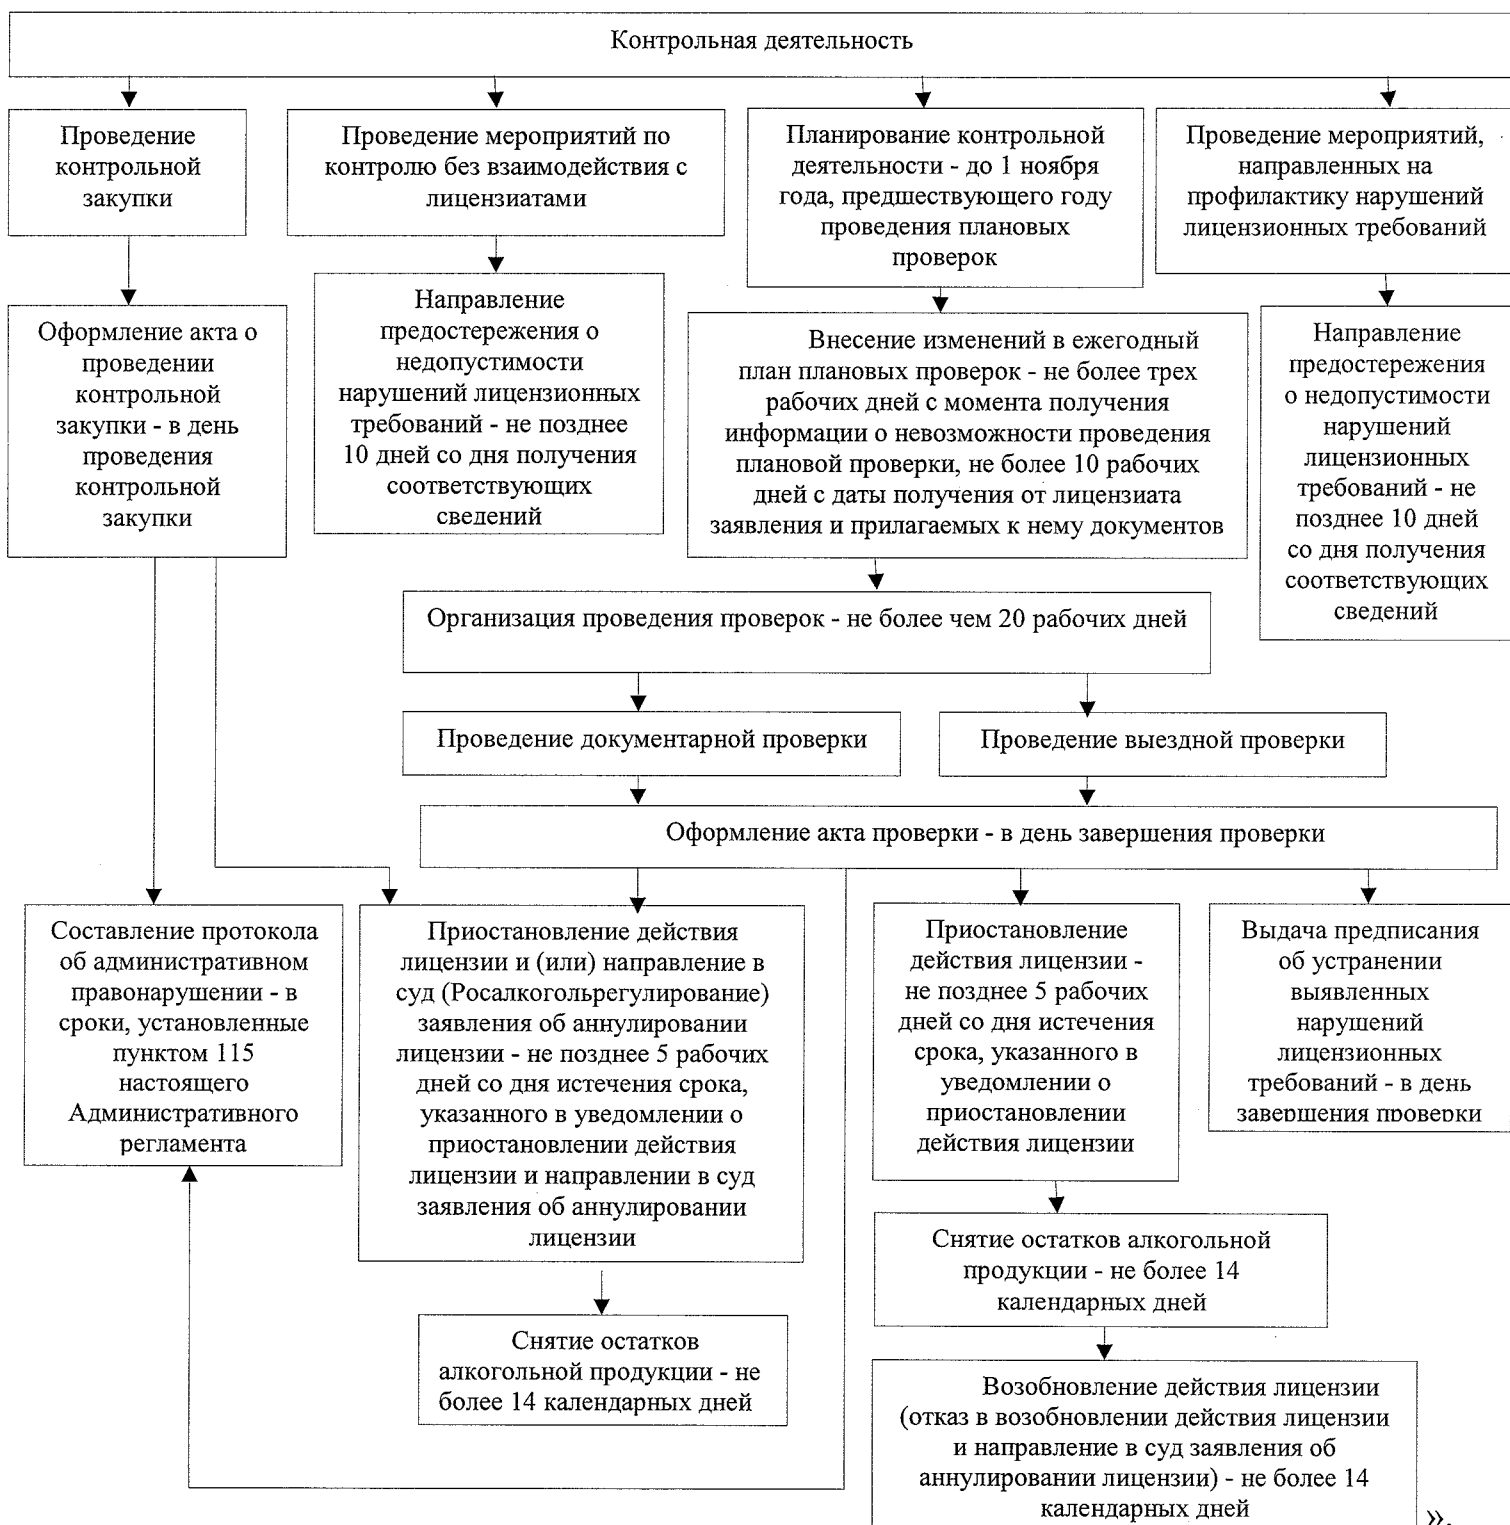 Контрольная деятельность
Проведение
контрольной
закупки
Проведение мероприятий по
контролю без взаимодействия с
лицензиатами
Планирование контрольной
деятельности - до 1 ноября
года, предшествующего году
проведения плановых
проверок
Проведение мероприятий,
направленных на
профилактику нарушений
лицензионных требований
Оформление акта о
проведении
контрольной
закупки - в день
проведения
контрольной
закупки
Направление
предостережения о
недопустимости
нарушений лицензионных
требований - не позднее
10 дней со дня получения
соответствующих
сведений
Внесение изменений в ежегодный
план плановых проверок - не более трех
рабочих дней с момента получения
информации о невозможности проведения
плановой проверки, не более 10 рабочих
дней с даты получения от лицензиата
заявления и прилагаемых к нему документов
Направление
предостережения
о недопустимости
нарушений
лицензионных
требований - не
позднее 10 дней
со дня получения
соответствующих
сведений
Организация проведения проверок - не более чем 20 рабочих дней
Проведение документарной проверки
Проведение выездной проверки
Оформление акта проверки - в день завершения проверки
Составление протокола
об административном
правонарушении - в
сроки, установленные
пунктом 115
настоящего
Административного
регламента
Приостановление действия
лицензии и (или) направление в
суд (Росалкогольрегулирование)
заявления об аннулировании
лицензии - не позднее 5 рабочих
дней со дня истечения срока,
указанного в уведомлении о
приостановлении действия
лицензии и направлении в суд
заявления об аннулировании
лицензии
Приостановление
действия лицензии -
не позднее 5 рабочих
дней со дня истечения
срока, указанного в
уведомлении о
приостановлении
действия лицензии
Выдача предписания
об устранении
выявленных
нарушений
лицензионных
требований - в день
завершения проверки
Снятие остатков
алкогольной продукции - не
более 14 календарных дней
Снятие остатков алкогольной
продукции - не более 14
календарных дней
Возобновление действия лицензии
(отказ в возобновлении действия лицензии
и направление в суд заявления об
аннулировании лицензии) - не более 14
календарных дней
».